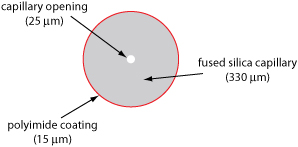 capillary opening
(25 μm)
fused silica capillary
(330 μm)
polyimide coating
(15 μm)